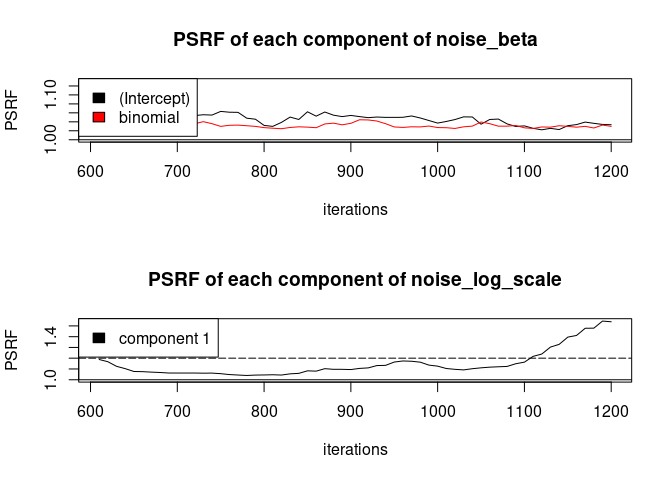 PSRF of each component of noise_beta
PSRF
1.10
1.00
(Intercept)
binomial
600 700 800 900 1000 1100 1200
iterations
PSRF of each component of noise_log_scale
PSRF
1.4
1.0
component 1
600 700 800 900 1000 1100 1200
iterations